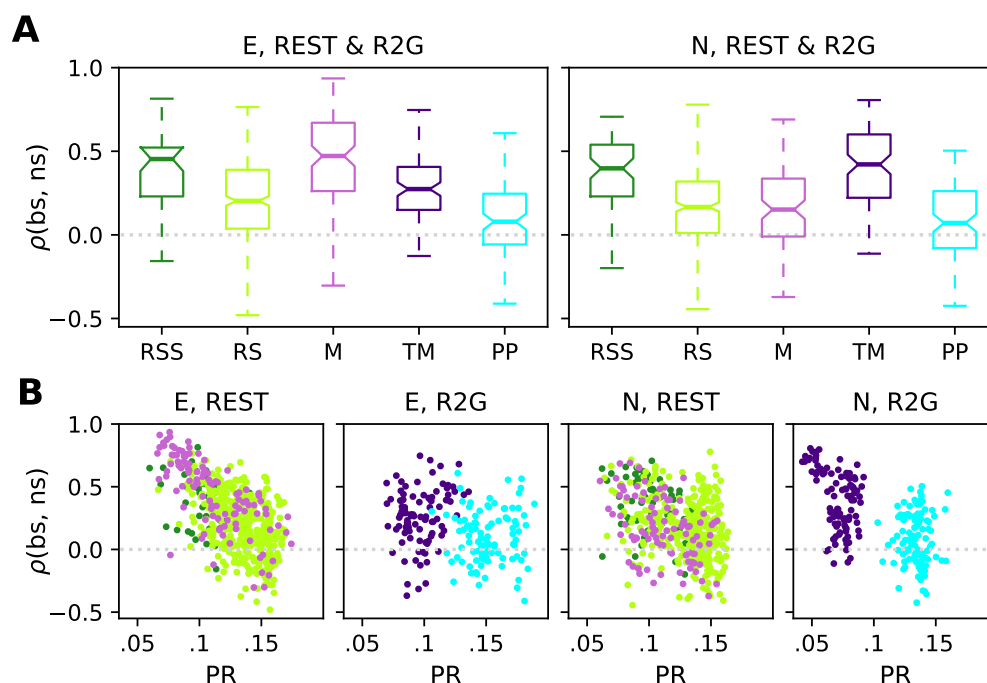 A
E, REST & R2G
N, REST & R2G
ρ(bs, ns)
1.0
0.5
0.0
−0.5
RSS RS M TM PP
RSS RS M TM PP
B
E, REST
E, R2G
N, REST
N, R2G
ρ(bs, ns)
1.0
0.5
0.0
−0.5
.05 .1 .15
.05 .1 .15
.05 .1 .15
.05 .1 .15
PR
PR
PR
PR